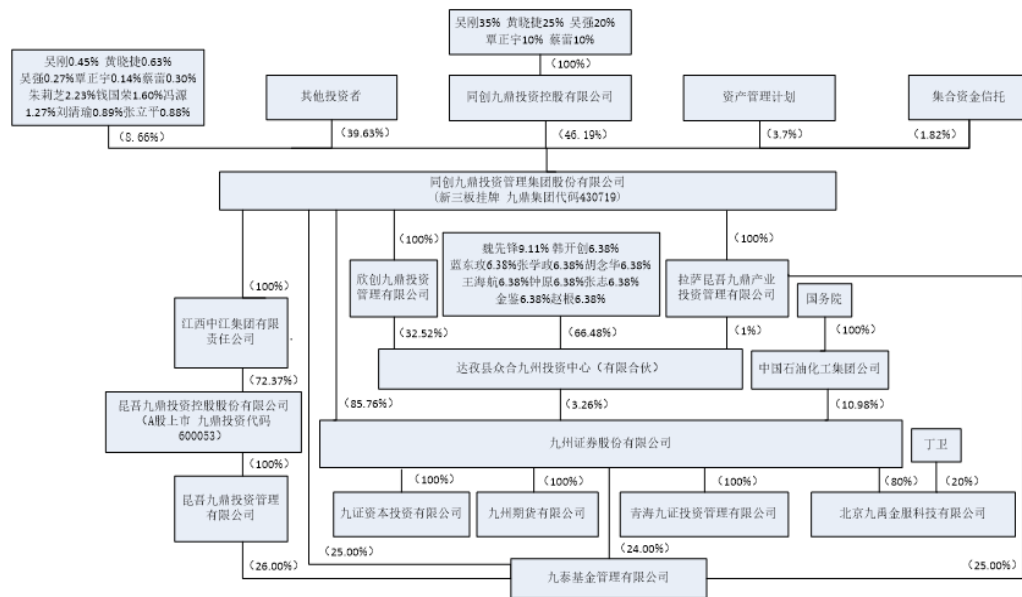 吴刚35% 黄晓捷25% 吴强20%
覃正宇10% 蔡蕾10%
(100%)
吴刚0.45% 黄晓捷0.63%
吴强0.27%覃正宇0.14%蔡蕾0.30%
朱莉芝2.23%钱国荣1.60%冯源
1.27%刘清瑜0.89%张立平0.88%
其他投资者
同创九鼎投资控股有限公司
资产管理计划
集合资金信托
(8.66%)
(39.63%)
(46.19%)
(3.7%)
(1.82%)
同创九鼎投资管理集团股份有限公司
(新三板挂牌 九鼎集团代码430719)
(100%)
(100%)
(100%)
欣创九鼎投资
管理有限公司
魏先锋9.11% 韩开创6.38%
蓝东玫6.38%张学政6.38%胡念华6.38%
王海航6.38%钟原6.38%张志6.38%
金鉴6.38%赵根6.38%
拉萨昆吾九鼎产业
投资管理有限公司
国务院
江西中江集团有限
责任公司
(32.52%)
(66.48%)
(1%)
(100%)
达孜县众合九州投资中心（有限合伙）
中国石油化工集团公司
(72.37%)
昆吾九鼎投资控股股份有限公司
(A股上市 九鼎投资代码
600053)
(85.76%)
(3.26%)
(10.98%)
九州证券股份有限公司
丁卫
(100%)
(100%)
(100%)
(100%)
(80%)
(20%)
昆吾九鼎投资管理
有限公司
九证资本投资有限公司
九州期货有限公司
青海九证投资管理有限公司
北京九禹金服科技有限公司
(26.00%)
(25.00%)
(24.00%)
(25.00%)
九泰基金管理有限公司